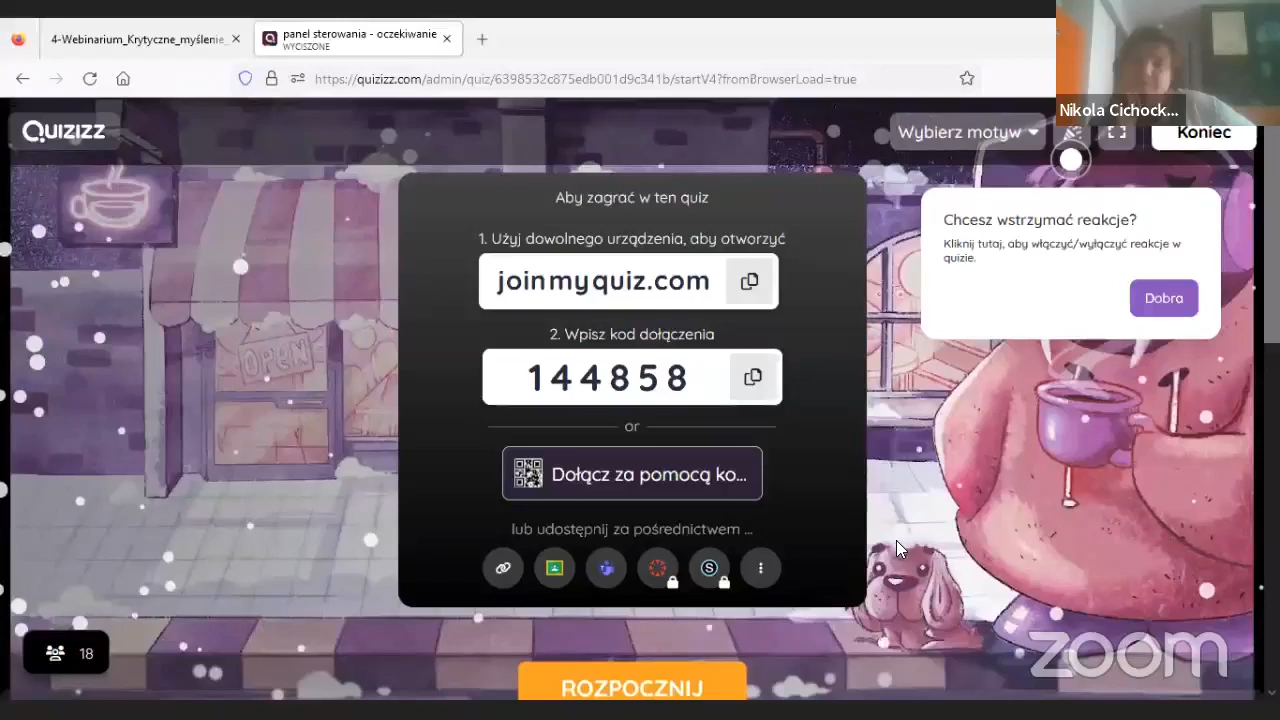 4-Webinarium_Krytyczne_myślenie_
panel sterowania - oczekiwanie
WYCISZONE
https://quizizz.com/admin/quiz/6398532c875edb001d9c341b/startV4?fromBrowserLoad=true
Nikola Cichock...
Quizizz
Wybierz motyw
Koniec
Aby zagrać w ten quiz
1. Użyj dowolnego urządzenia, aby otworzyć
joinmyquiz.com
2. Wpisz kod dołączenia
144858
or
Dołącz za pomocą ko...
lub udostępnij za pośrednictwem ...
Chcesz wstrzymać reakcje?
Kliknij tutaj, aby włączyć/wyłączyć reakcje w
quizie.
Dobra
OPEN
18
ROZPOCZNIJ
zoom